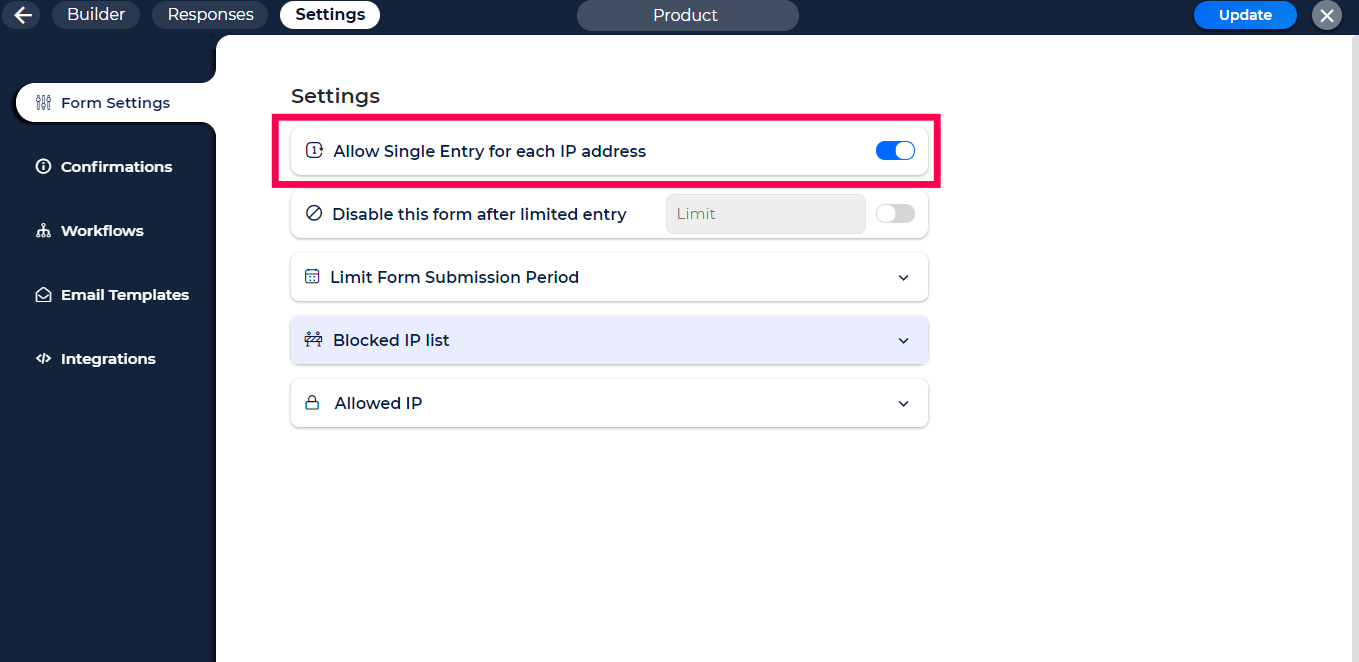 Builder
Responses
Settings
Product
Update
Form Settings
Confirmations
Workflows
Email Templates
Integrations
Settings
1
Allow Single Entry for each IP address
Disable this form after limited entry
Limit
Limit Form Submission Period
Blocked IP list
Allowed IP